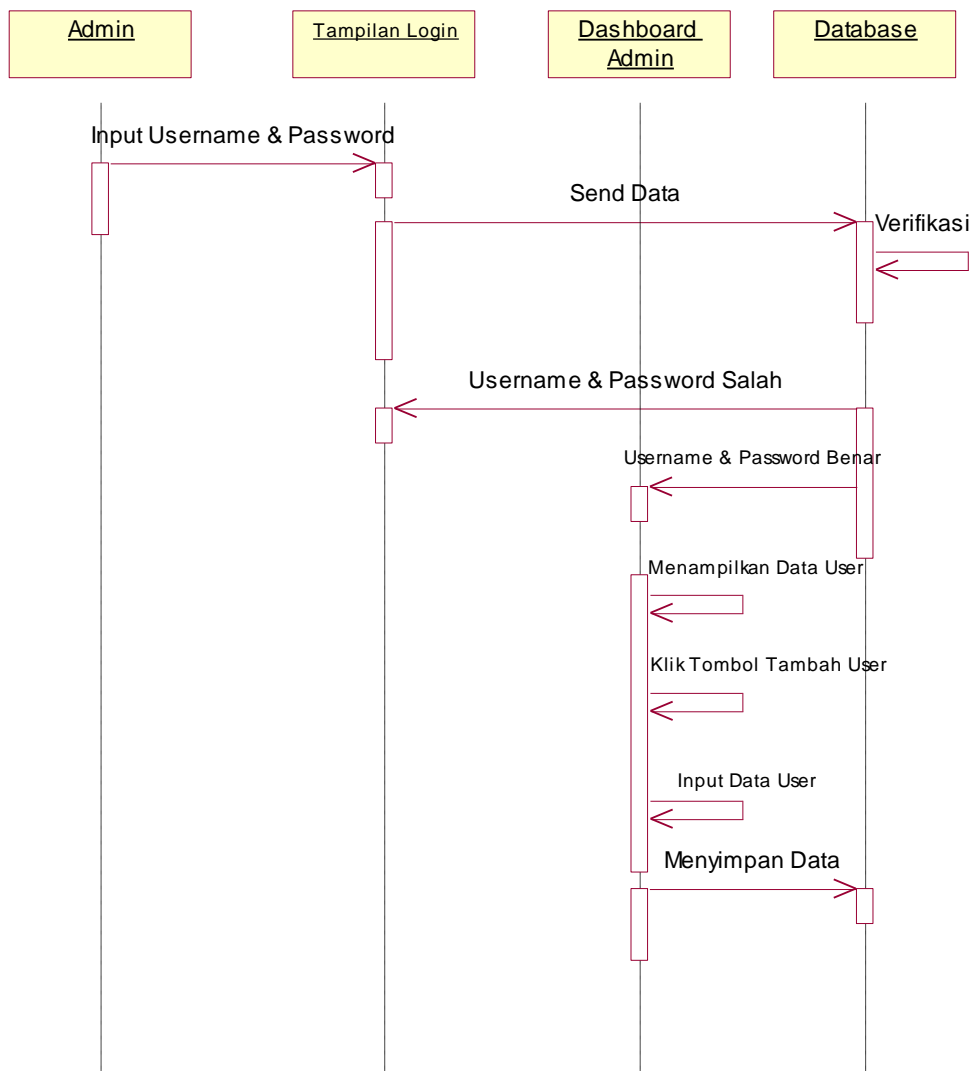 Admin
Tampilan Login
Dashboard
Admin
Database
Input Username & Password
Send Data
Verifikasi
Username & Password Salah
Username & Password Benar
Menampilkan Data User
Klik Tombol Tambah User
Input Data User
Menyimpan Data